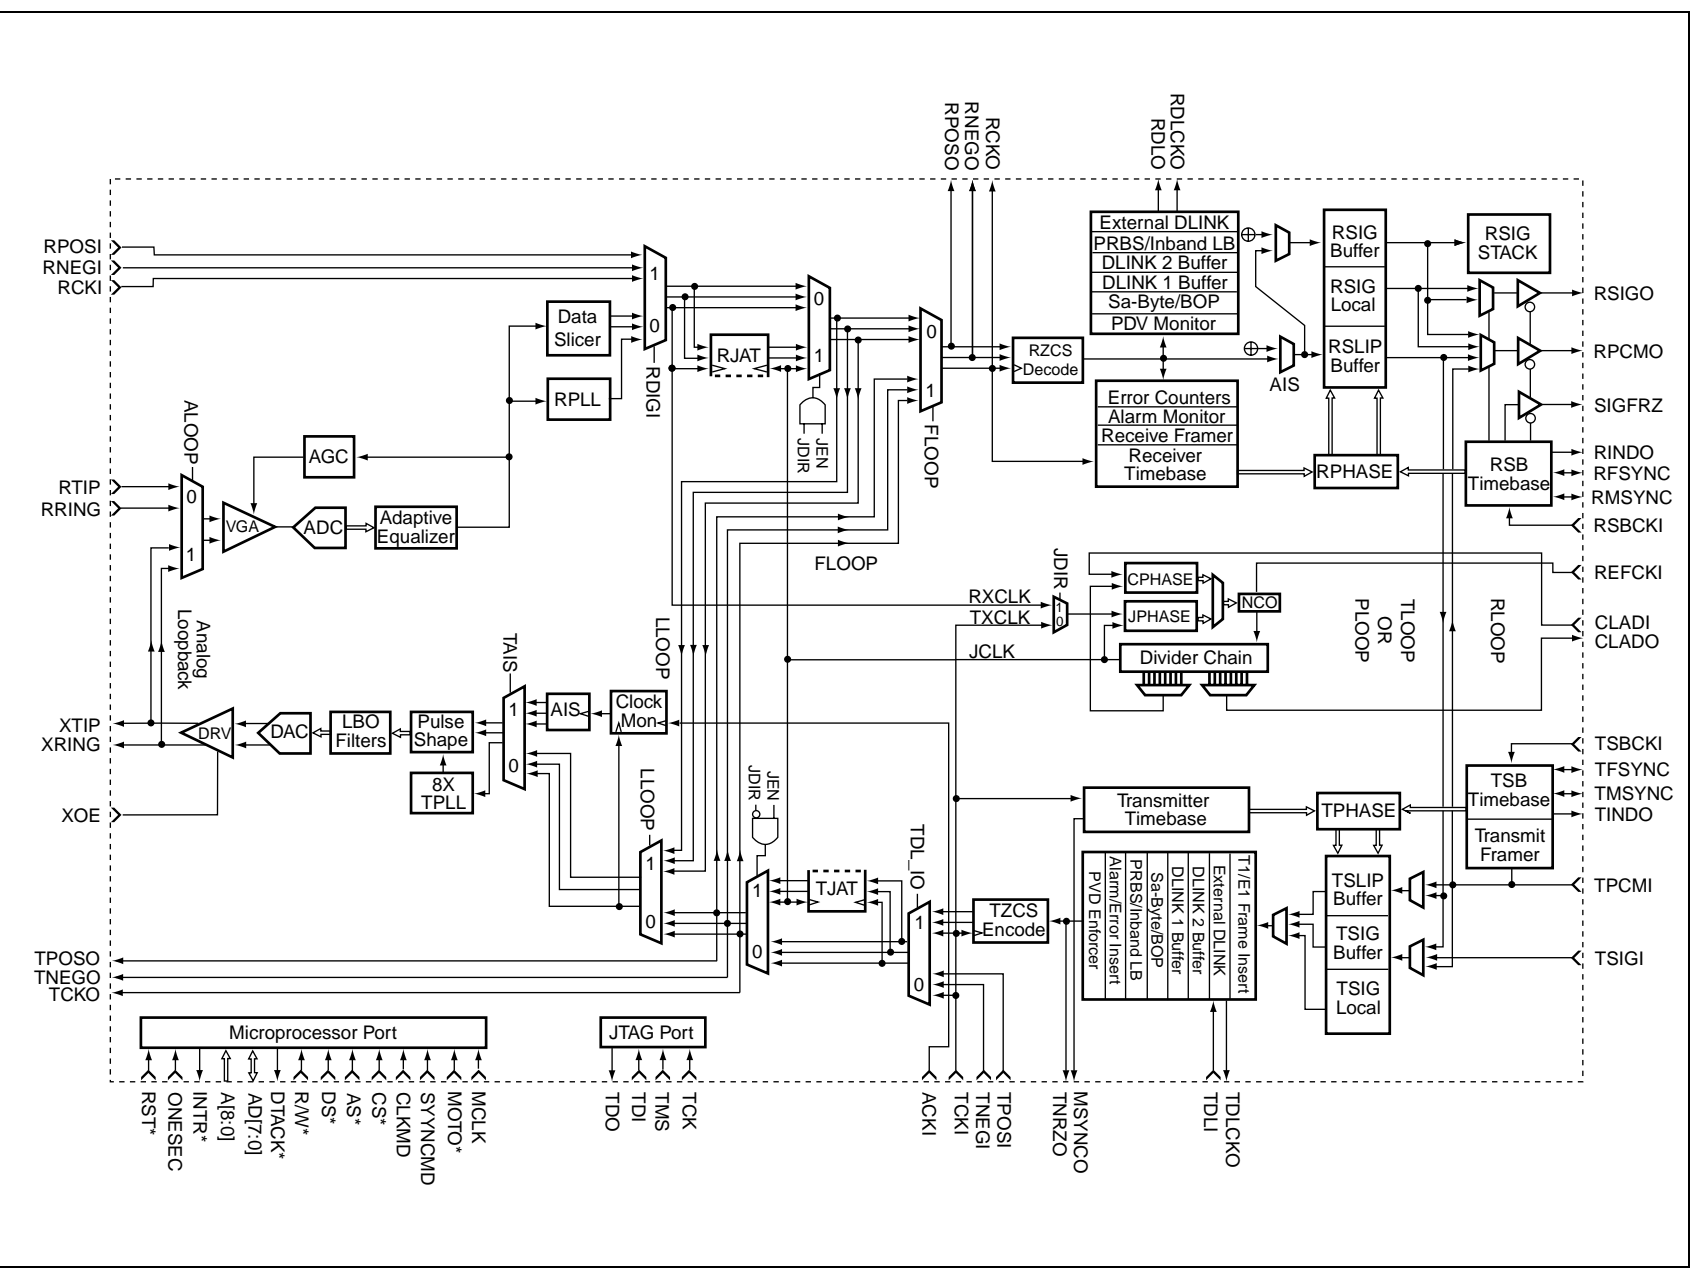 RPOSO
RNEGO
RCKO
RDLO
RDLCKO
RPOSI
RNEGI
RCKI
1
0
RDIGI
Data
Slicer
RPLL
RJAT
0
1
JDIR
JEN
0
1
FLOOP
RZCS
Decode
External DLINK
PRBS/Inband LB
DLINK 2 Buffer
DLINK 1 Buffer
Sa-Byte/BOP
PDV Monitor
Error Counters
Alarm Monitor
Receive Framer
Receiver
Timebase
AIS
RSIG
Buffer
RSIG
Local
RSLIP
Buffer
RSIG
STACK
RPHASE
RSB
Timebase
RSIGO
RPCMO
SIGFRZ
RINDO
RFSYNC
RMSYNC
RSBCKI
REFCKI
CLADI
CLADO
ALOOP
RTIP
RRING
0
1
VGA
AGC
ADC
Adaptive
Equalizer
FLOOP
Analog
Loopback
LLOOP
RXCLK
TXCLK
JCLK
JDIR
1
0
CPHASE
JPHASE
NCO
Divider Chain
PLOOP
OR
TLOOP
RLOOP
XTIP
XRING
XOE
DRV
DAC
LBO
Filters
Pulse
Shape
8X
TPLL
TAIS
1
0
AIS
Clock
Mon
LLOOP
1
0
JDIR
JEN
1
0
TJAT
TDL_IO
1
0
TZCS
Encode
Transmitter
Timebase
TPHASE
TSB
Timebase
Transmit
Framer
TSBCKI
TFSYNC
TMSYNC
TINDO
TPCMI
TSIGI
PVD Enforcer
Alarm/Error Insert
PRBS/Inband LB
Sa-Byte/BOP
DLINK 1 Buffer
DLINK 2 Buffer
External DLINK
T1/E1 Frame Insert
TSLIP
Buffer
TSIG
Buffer
TSIG
Local
TPOSO
TNEGO
TCKO
Microprocessor Port
JTAG Port
RST*
ONESEC
INTR*
A[8:0]
AD[7:0]
DTACK*
R/W*
DS*
AS*
CS*
CLKMD
SYYNCMD
MOTO*
MCLK
TDO
TDI
TMS
TCK
ACKI
TCKI
TNEGI
TPOSI
TNRZO
MSYNCO
TDLI
TDLCKO